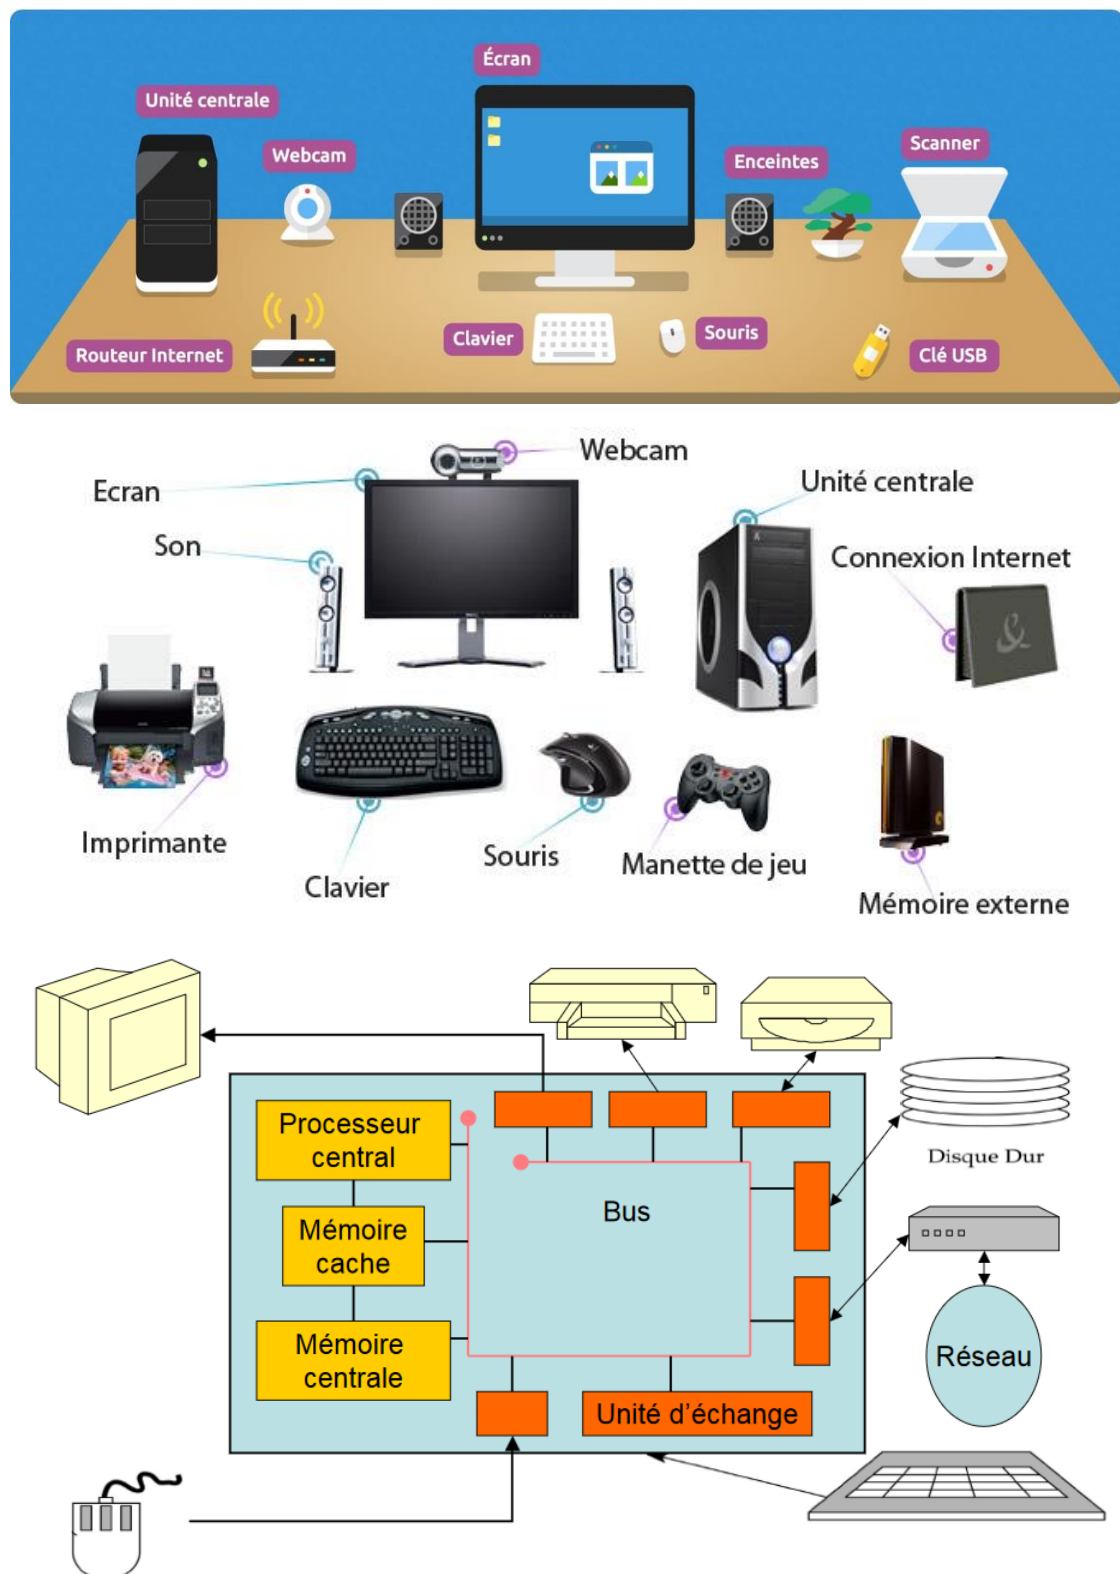 Écran
Unité centrale
Webcam
Enceintes
Scanner
Routeur Internet
Clavier
Souris
Clé USB
Webcam
Ecran
Unité centrale
Son
Connexion Internet
Imprimante
Clavier
Souris
Manette de jeu
Mémoire externe
Processeur
central
Mémoire
cache
Mémoire
centrale
Bus
Disque Dur
Réseau
Unité d'échange